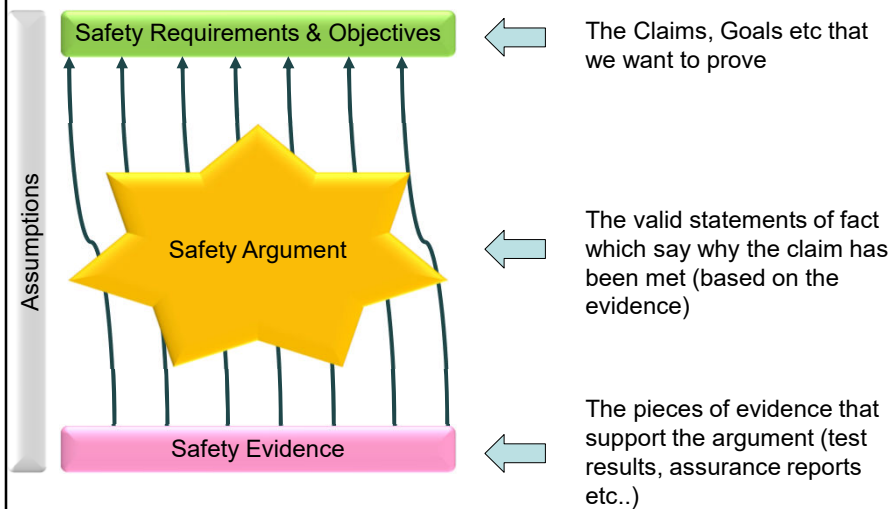 Safety Requirements & Objectives
The Claims, Goals etc that
we want to prove
Assumptions
Safety Argument
The valid statements of fact
which say why the claim has
been met (based on the
evidence)
Safety Evidence
The pieces of evidence that
support the argument (test
results, assurance reports
etc..)